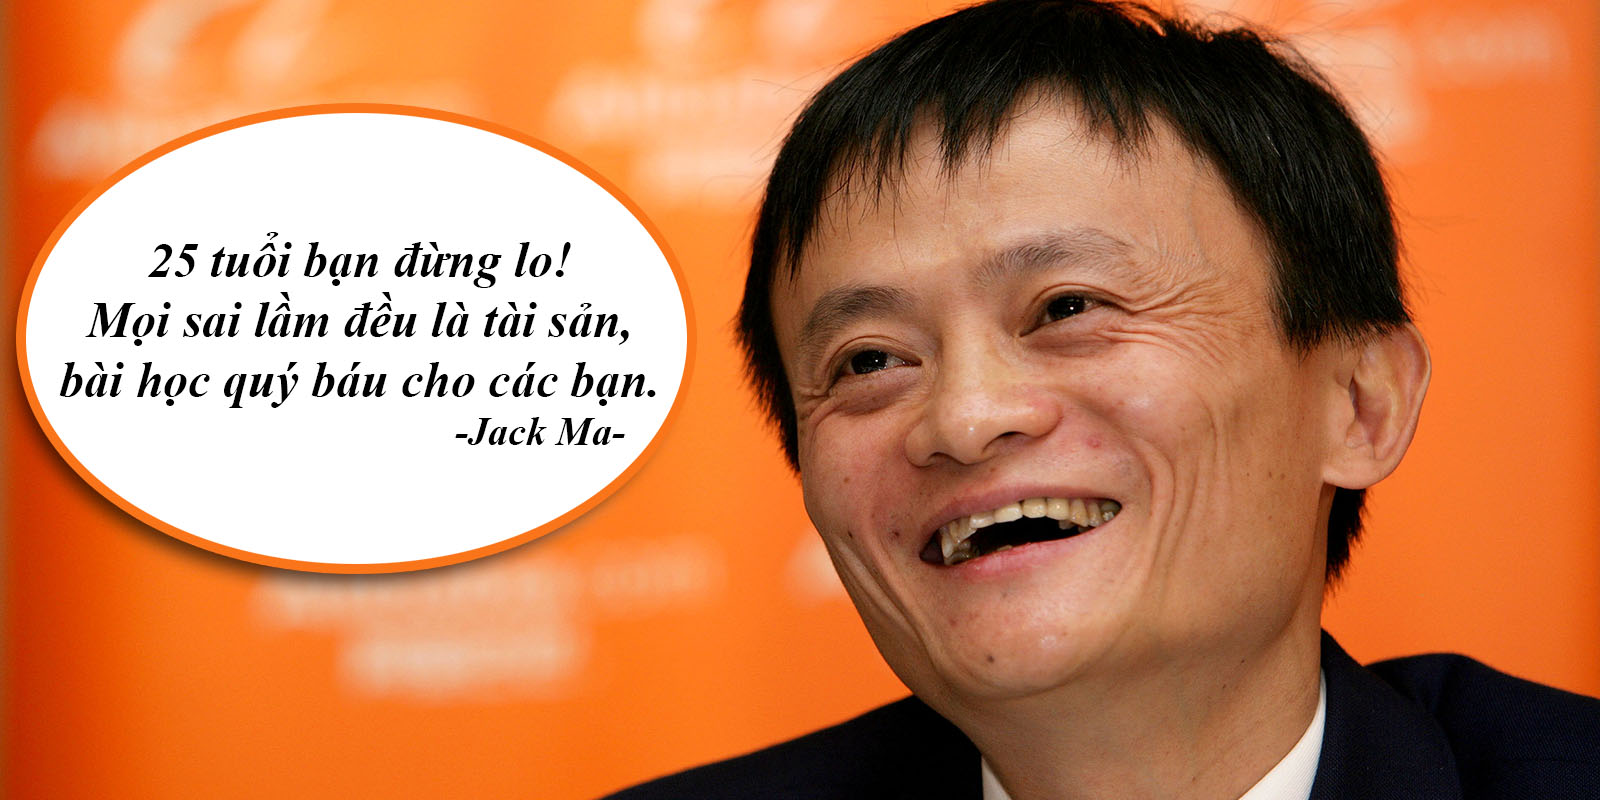 25 tuổi bạn đừng lo!
Mọi sai lầm đều là tài sản,
bài học quý báu cho các bạn.
-Jack Ma-